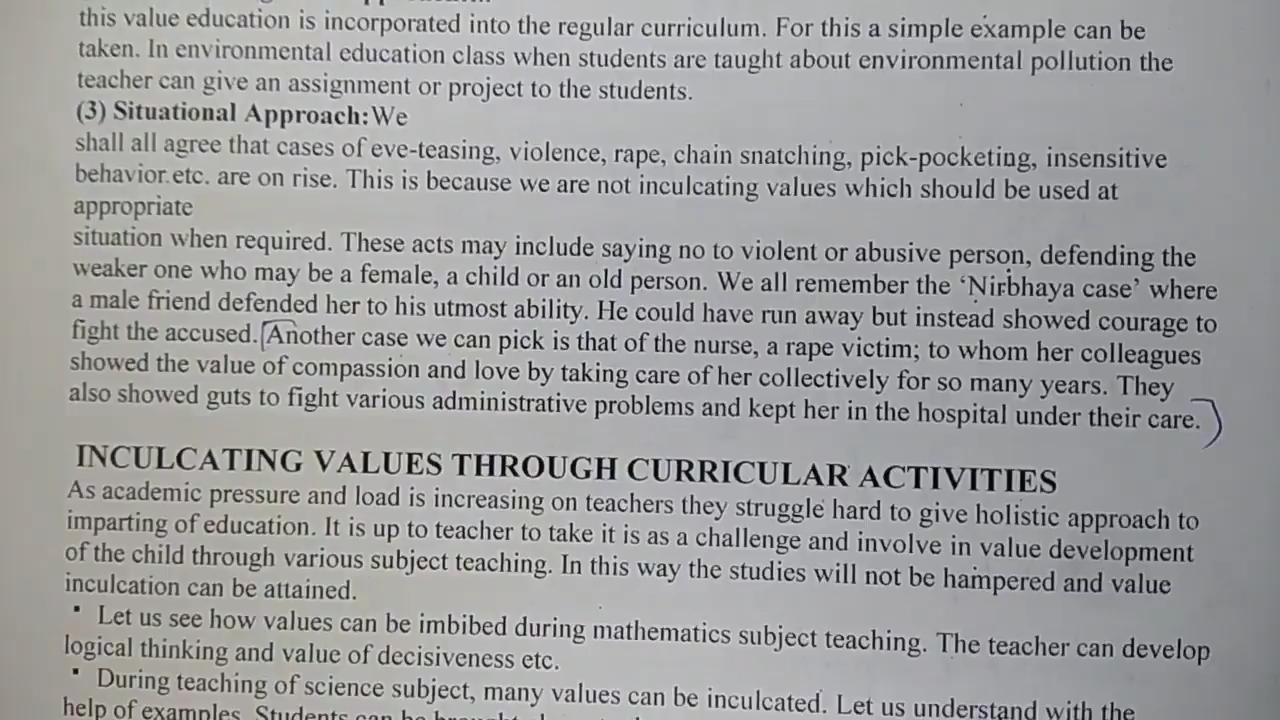 this value education is incorporated into the regular curriculum. For this a simple example can be
taken. In environmental education class when students are taught about environmental pollution the
teacher can give an assignment or project to the students.
(3) Situational Approach: We
shall all agree that cases of eve-teasing, violence, rape, chain snatching, pick-pocketing, insensitive
behavior etc. are on rise. This is because we are not inculcating values which should be used at
appropriate
situation when required. These acts may include saying no to violent or abusive person, defending the
weaker one who may be a female, a child or an old person. We all remember the ‘Nirbhaya case’ where
a male friend defended her to his utmost ability. He could have run away but instead showed courage to
fight the accused. Another case we can pick is that of the nurse, a rape victim; to whom her colleagues
showed the value of compassion and love by taking care of her collectively for so many years. They
also showed guts to fight various administrative problems and kept her in the hospital under their care.
INCULCATING VALUES THROUGH CURRICULAR ACTIVITIES
As academic pressure and load is increasing on teachers they struggle hard to give holistic approach to
imparting of education. It is up to teacher to take it is as a challenge and involve in value development
of the child through various subject teaching. In this way the studies will not be hampered and value
inculcation can be attained.
▪ Let us see how values can be imbibed during mathematics subject teaching. The teacher can develop
logical thinking and value of decisiveness etc.
▪ During teaching of science subject, many values can be inculcated. Let us understand with the
help of examples. Students can be brought